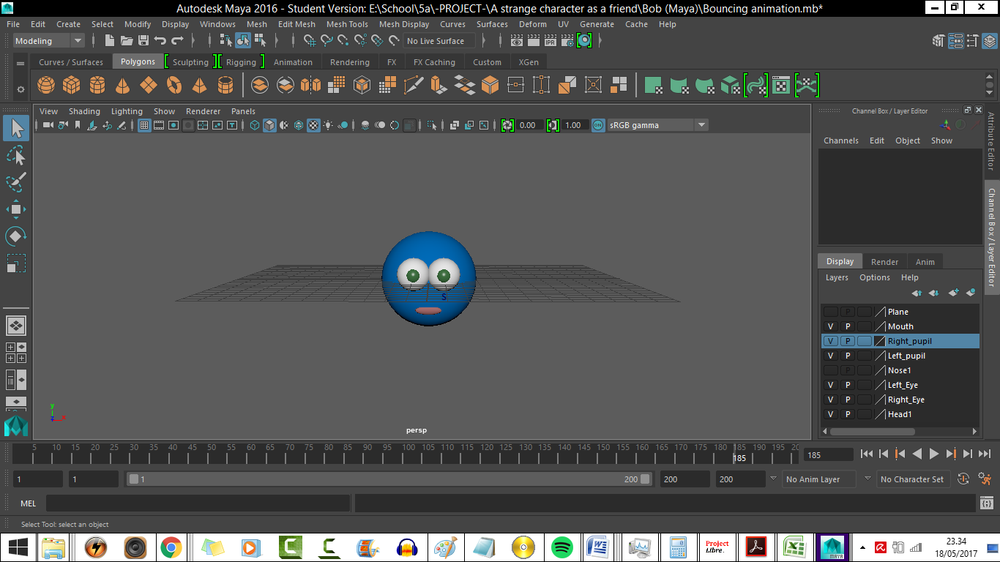 Autodesk Maya 2016 - Student Version: E:\School\5a\-PROJECT-\A strange character as a friend\Bob (Maya)\Bouncing animation.mb*
File Edit Create Select Modify Display Windows Mesh Edit Mesh Mesh Tools Mesh Display Curves Surfaces Deform UV Generate Cache Help
Modeling No Live Surface
Curves / Surfaces Polygons Sculpting Rigging Animation Rendering FX FX Caching Custom XGen
View Shading Lighting Show Renderer Panels
0.00 1.00 ON sRGB gamma
Channel Box / Layer Editor
Channels Edit Object Show
Attribute Editor
Channel Box / Layer Editor
Display Render Anim
Layers Options Help
P Plane
V P Mouth
V P Right_pupil
V P Left_pupil
P Nose1
V P Left_Eye
V P Right_Eye
V P Head1
S
y
x
persp
5 10 15 20 25 30 35 40 45 50 55 60 65 70 75 80 85 90 95 100 105 110 115 120 125 130 135 140 145 150 155 160 165 170 175 180 185 190 195 20
185
185
1 1 1 200 200 200 No Anim Layer No Character Set
MEL
Select Tool: select an object
Project
Libre
MAYA
23.34
18/05/2017